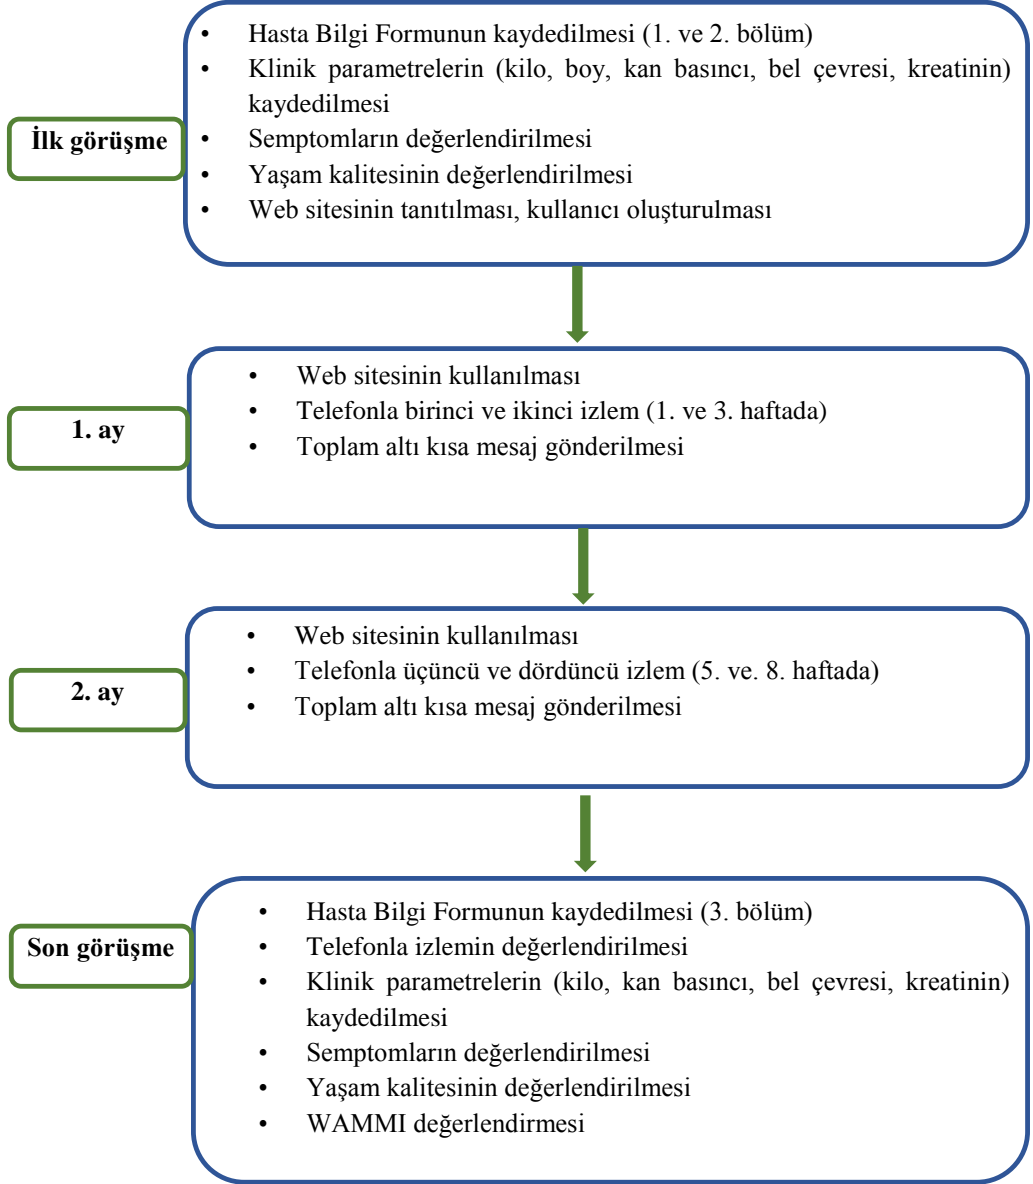 İlk görüşme
• Hasta Bilgi Formunun kaydedilmesi (1. ve 2. bölüm)
• Klinik parametrelerin (kilo, boy, kan basıncı, bel çevresi, kreatinin)
kaydedilmesi
• Semptomların değerlendirilmesi
• Yaşam kalitesinin değerlendirilmesi
• Web sitesinin tanıtılması, kullanıcı oluşturulması
1. ay
• Web sitesinin kullanılması
• Telefonla birinci ve ikinci izlem (1. ve 3. haftada)
• Toplam altı kısa mesaj gönderilmesi
2. ay
• Web sitesinin kullanılması
• Telefonla üçüncü ve dördüncü izlem (5. ve. 8. haftada)
• Toplam altı kısa mesaj gönderilmesi
Son görüşme
• Hasta Bilgi Formunun kaydedilmesi (3. bölüm)
• Telefonla izlemin değerlendirilmesi
• Klinik parametrelerin (kilo, kan basıncı, bel çevresi, kreatinin)
kaydedilmesi
• Semptomların değerlendirilmesi
• Yaşam kalitesinin değerlendirilmesi
• WAMMI değerlendirmesi